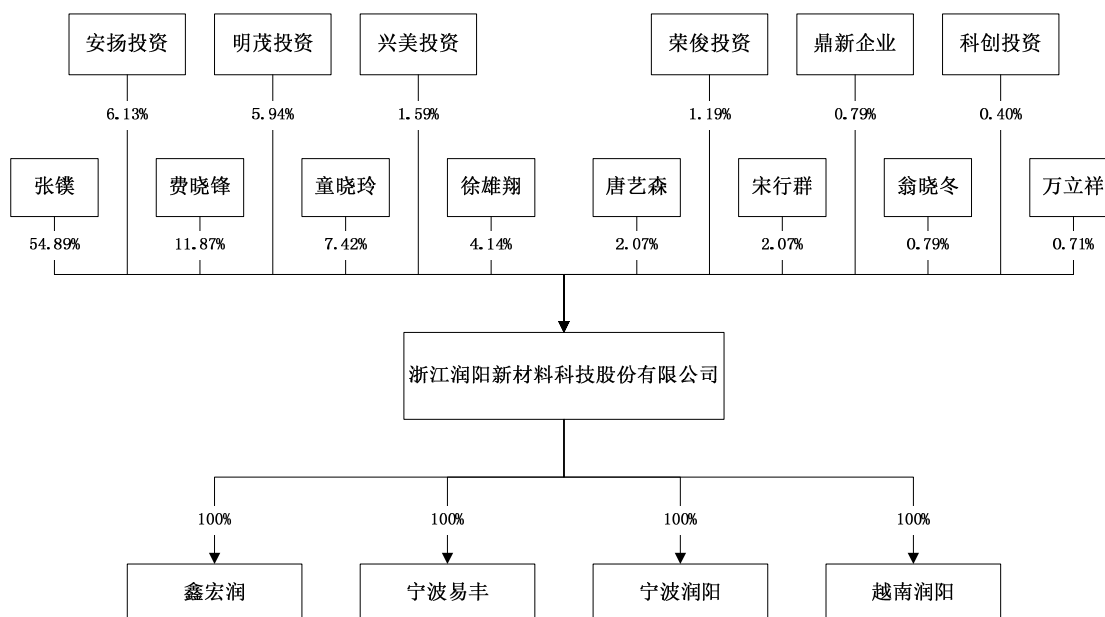 安扬投资
明茂投资
兴美投资
荣俊投资
鼎新企业
科创投资
6.13%
5.94%
1.59%
1.19%
0.79%
0.40%
张镤
费晓锋
童晓玲
徐雄翔
唐艺森
宋行群
翁晓冬
万立祥
54.89%
11.87%
7.42%
4.14%
2.07%
2.07%
0.79%
0.71%
浙江润阳新材料科技股份有限公司
100%
100%
100%
100%
鑫宏润
宁波易丰
宁波润阳
越南润阳